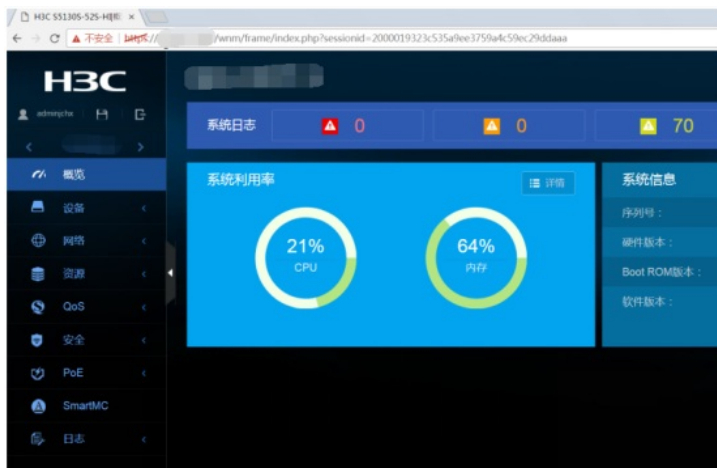 H3C S5130S-52S-HI
不安全 | https://
/wnm/frame/index.php?sessionid=2000019323c535a9ee3759a4c59ec29ddaaa
H3C
系统日志 0 0 70
概览
系统利用率 详情 系统信息
设备
序列号：
网络
21% 64% 硬件版本：
CPU 内存
资源
Boot ROM版本：
QoS
软件版本：
安全
PoE
SmartMC
日志